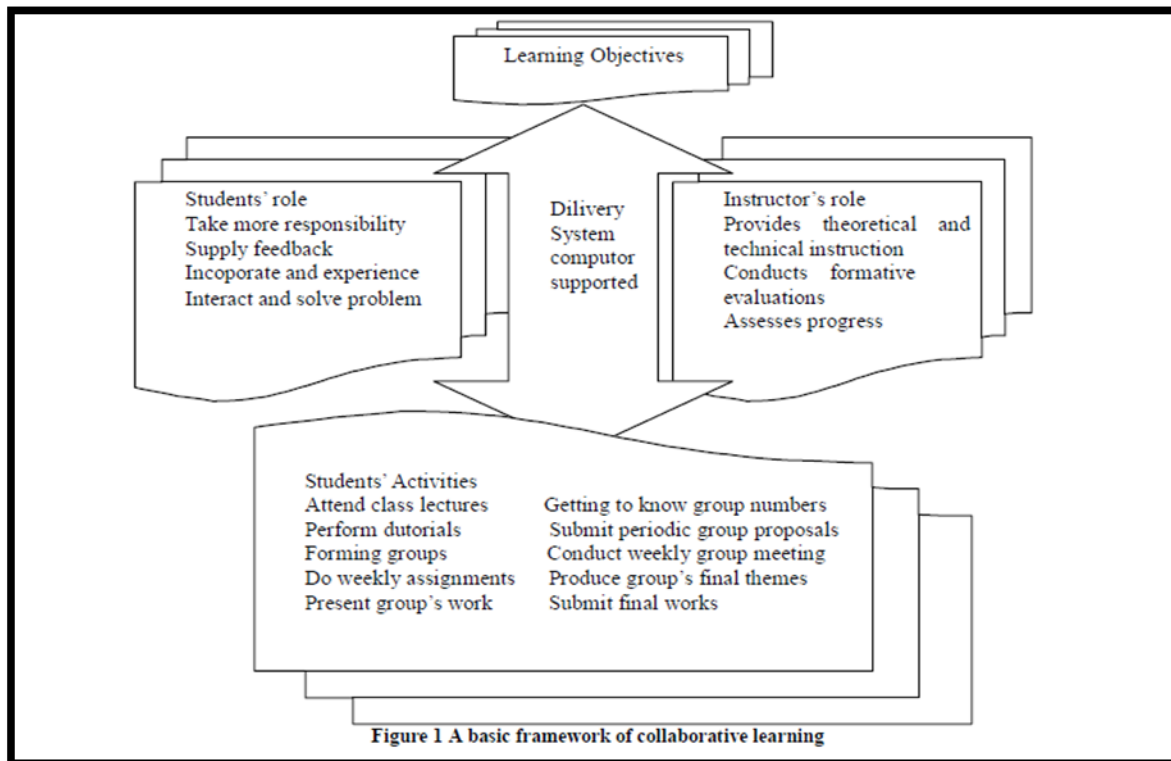 Learning Objectives
Students’ role
Take more responsibility
Supply feedback
Incoporate and experience
Interact and solve problem
Dilivery
System
computor
supported
Instructor’s role
Provides theoretical and
technical instruction
Conducts formative
evaluations
Assesses progress
Students’ Activities
Attend class lectures Getting to know group numbers
Perform dutorials Submit periodic group proposals
Forming groups Conduct weekly group meeting
Do weekly assignments Produce group’s final themes
Present group’s work Submit final works
Figure 1 A basic framework of collaborative learning